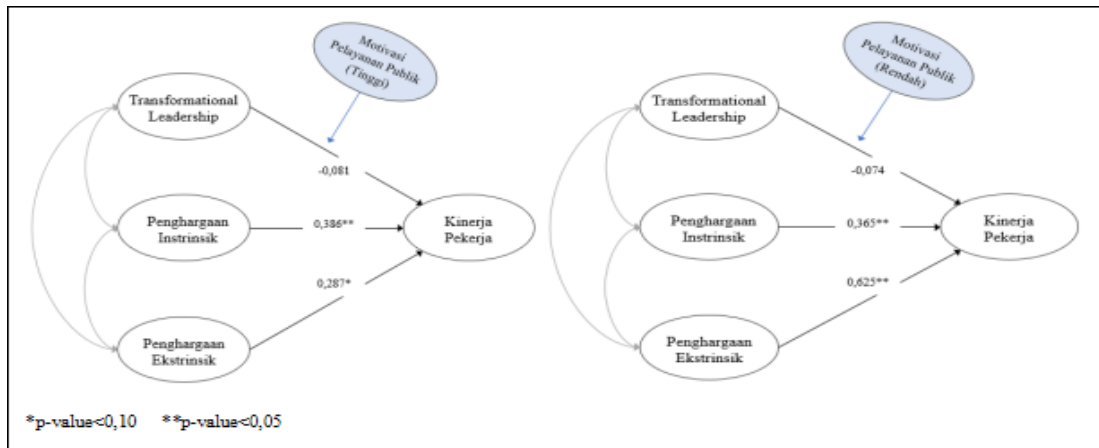 Motivasi
Pelayanan Publik
(Tinggi)
Transformational
Leadership
-0,081
Penghargaan
Instrinsik
0,386**
Kinerja
Pekerja
0,287*
Penghargaan
Ekstrinsik
Motivasi
Pelayanan Publik
(Rendah)
Transformational
Leadership
-0,074
Penghargaan
Instrinsik
0,365**
Kinerja
Pekerja
0,625**
Penghargaan
Ekstrinsik
*p-value<0,10 **p-value<0,05